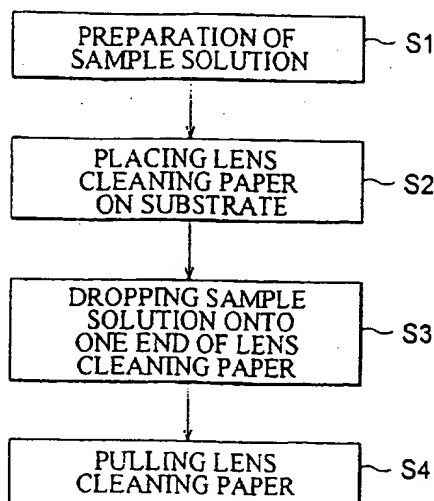 PREPARATION OF
SAMPLE SOLUTION
S1
PLACING LENS
CLEANING PAPER
ON SUBSTRATE
S2
DROPPING SAMPLE
SOLUTION ONTO
ONE END OF LENS
CLEANING PAPER
S3
PULLING LENS
CLEANING PAPER
S4